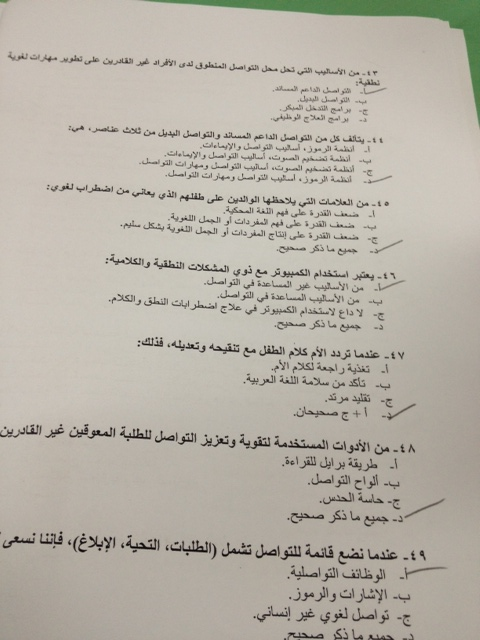 ٤٣- من الأساليب التي تحل محل التواصل المنطوق لدى الأفراد غير القادرين على تطوير مهارات لغوية
نطقية:
أ- التواصل الداعم المساند.
ب- التواصل البديل.
ج- برامج التدخل المبكر.
د- برامج العلاج الوظيفي.
٤٤- يتألف كل من التواصل الداعم المساند والتواصل البديل من ثلاث عناصر، هي:
أ- أنظمة الرموز، أساليب التواصل والإيماءات.
ب- أنظمة تضخيم الصوت، أساليب التواصل والإيماءات.
ج- أنظمة تضخيم الصوت، أساليب التواصل ومهارات التواصل.
د- أنظمة الرموز، أساليب التواصل ومهارات التواصل.
٤٥- من العلامات التي يلاحظها الوالدين على طفلهم الذي يعاني من اضطراب لغوي:
أ- ضعف القدرة على فهم اللغة المحكية.
ب- ضعف القدرة على فهم المفردات أو الجمل اللغوية.
ج- ضعف القدرة على إنتاج المفردات أو الجمل اللغوية بشكل سليم.
د- جميع ما ذكر صحيح.
٤٦- يعتبر استخدام الكمبيوتر مع ذوي المشكلات النطقية والكلامية:
أ- من الأساليب غير المساعدة في التواصل.
ب- من الأساليب المساعدة في التواصل.
ج- لا داع لاستخدام الكمبيوتر في علاج اضطرابات النطق والكلام.
د- جميع ما ذكر صحيح.
٤٧- عندما تردد الأم كلام الطفل مع تنقيحه وتعديله، فذلك:
أ- تغذية راجعة لكلام الأم.
ب- تأكد من سلامة اللغة العربية.
ج- تقليد مرتد.
د- أ + ج صحيحان.
٤٨- من الأدوات المستخدمة لتقوية وتعزيز التواصل للطلبة المعوقين غير القادرين
أ- طريقة برايل للقراءة.
ب- ألواح التواصل.
ج- حاسة الحدس.
د- جميع ما ذكر صحيح.
٤٩- عندما نضع قائمة للتواصل تشمل (الطلبات، التحية، الإبلاغ)، فإننا نسعى
أ- الوظائف التواصلية.
ب- الإشارات والرموز.
ج- تواصل لغوي غير إنساني.
د- جميع ما ذكر صحيح.